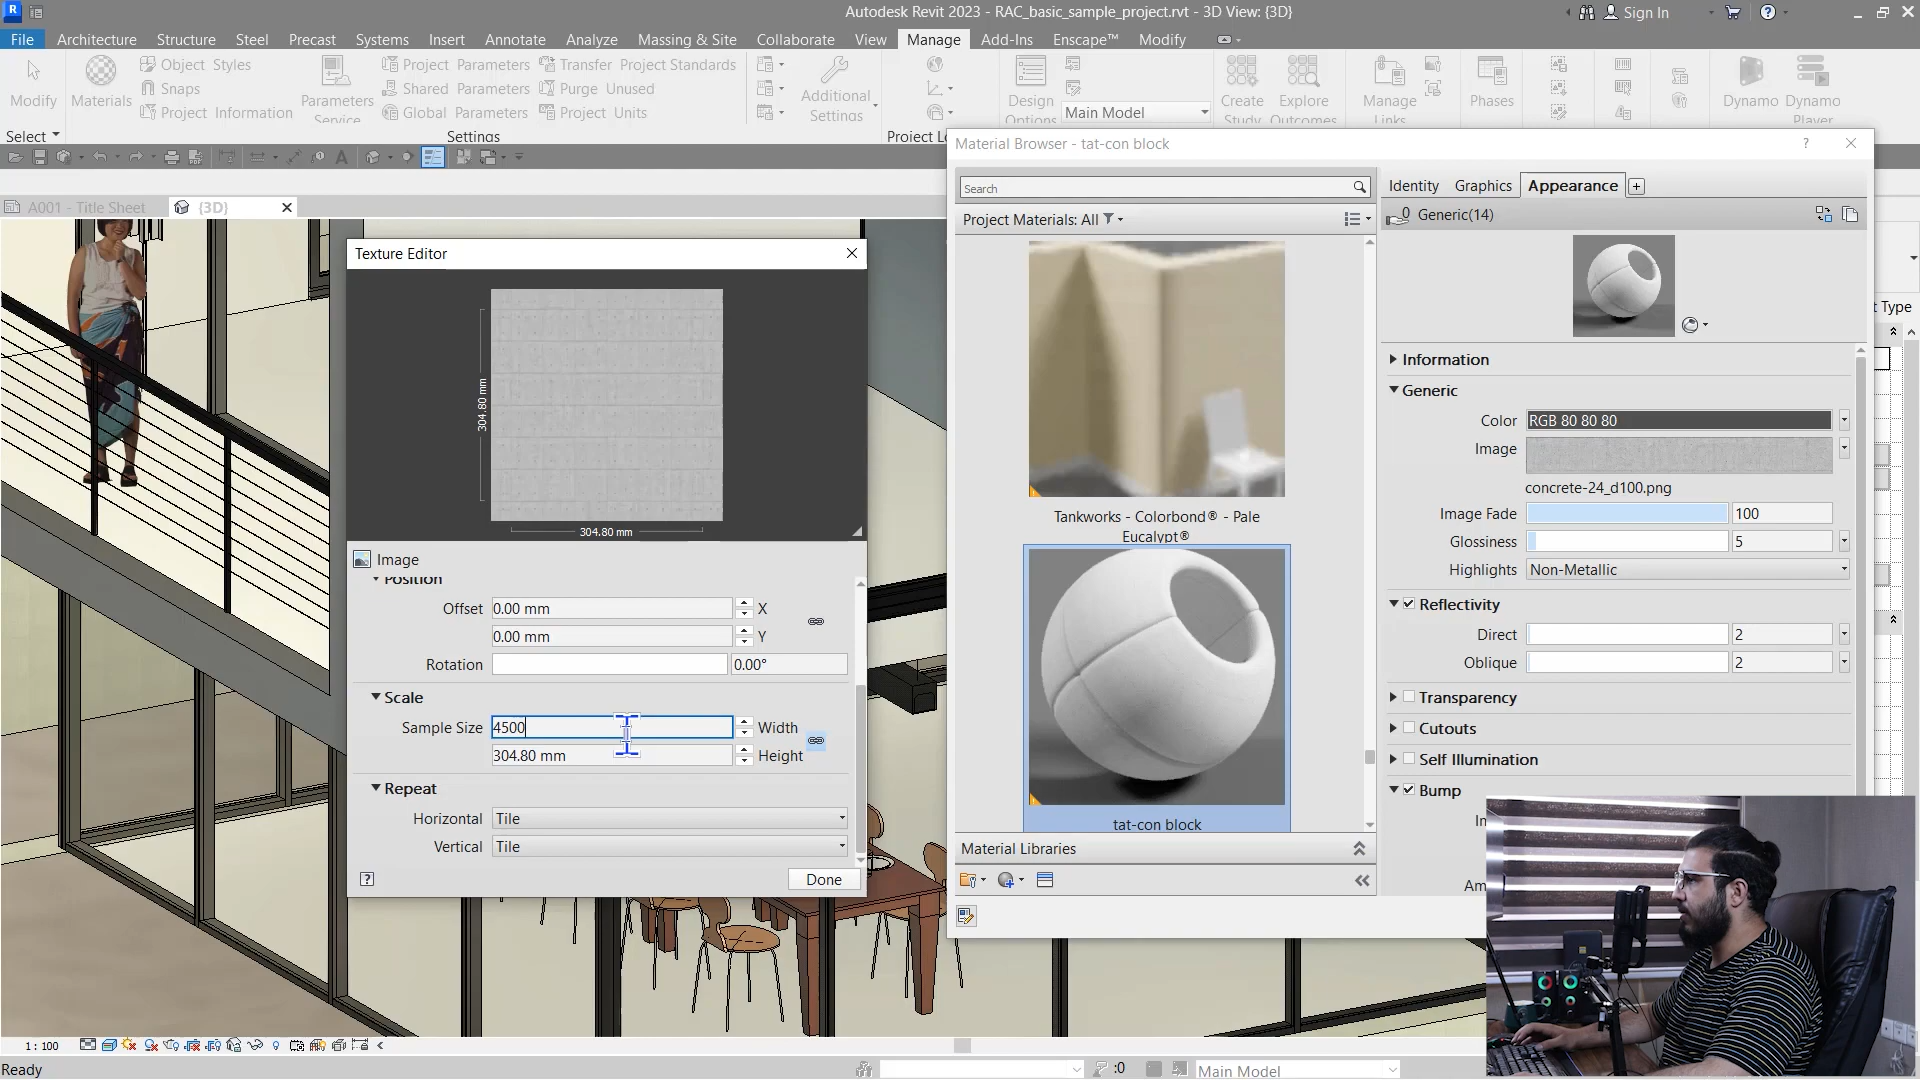 Autodesk Revit 2023 - RAC_basic_sample_project.rvt - 3D View: {3D}
Sign In
File Architecture Structure Steel Precast Systems Insert Annotate Analyze Massing & Site Collaborate View Manage Add-Ins Enscape™ Modify
Modify
Materials
Object Styles
Snaps
Project Information
Parameters
Service
Project Parameters
Shared Parameters
Global Parameters
Transfer Project Standards
Purge Unused
Project Units
Additional
Settings
Design
Options
Main Model
Create
Study
Explore
Outcomes
Manage
Links
Phases
Dynamo
Dynamo
Player
Select
Settings
Project Lo
A001 - Title Sheet
{3D}
Texture Editor
304.80 mm
304.80 mm
Image
Position
Offset 0.00 mm X
0.00 mm Y
Rotation 0.00°
Scale
Sample Size 4500 Width
304.80 mm Height
Repeat
Horizontal Tile
Vertical Tile
Done
Material Browser - tat-con block
Search
Project Materials: All
Tankworks - Colorbond® - Pale
Eucalypt®
tat-con block
Material Libraries
Identity Graphics Appearance
0 Generic(14)
Information
Generic
Color RGB 80 80 80
Image
concrete-24_d100.png
Image Fade 100
Glossiness 5
Highlights Non-Metallic
Reflectivity
Direct 2
Oblique 2
Transparency
Cutouts
Self Illumination
Bump
Am
t Type
1 : 100
Ready
:0
Main Model